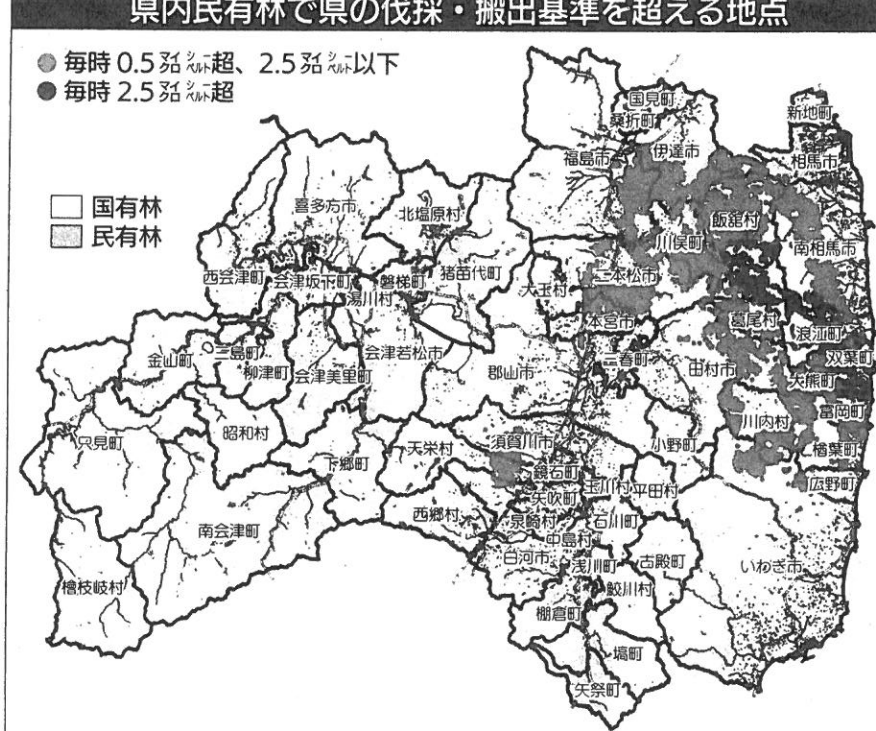 県内民有林で県の伐採・搬出基準を超える地点
毎時0.5マイクロシーベルト超、2.5マイクロシーベルト以下
毎時2.5マイクロシーベルト超
国有林
民有林
国見町
桑折町
新地町
福島市
伊達市
相馬市
喜多方市
北塩原村
飯舘村
川俣町
南相馬市
西会津町
会津坂下町
磐梯町
猪苗代町
湯川村
大玉村
二本松市
本宮市
葛尾村
浪江町
金山町
三島町
柳津町
会津美里町
会津若松市
郡山市
三春町
田村市
双葉町
大熊町
富岡町
川内村
只見町
昭和村
下郷町
天栄村
須賀川市
小野町
楢葉町
鏡石町
広野町
矢吹町
玉川村
平田村
南会津町
西郷村
泉崎村
石川町
中島村
白河市
浅川町
古殿町
いわき市
檜枝岐村
鮫川村
棚倉町
塙町
矢祭町